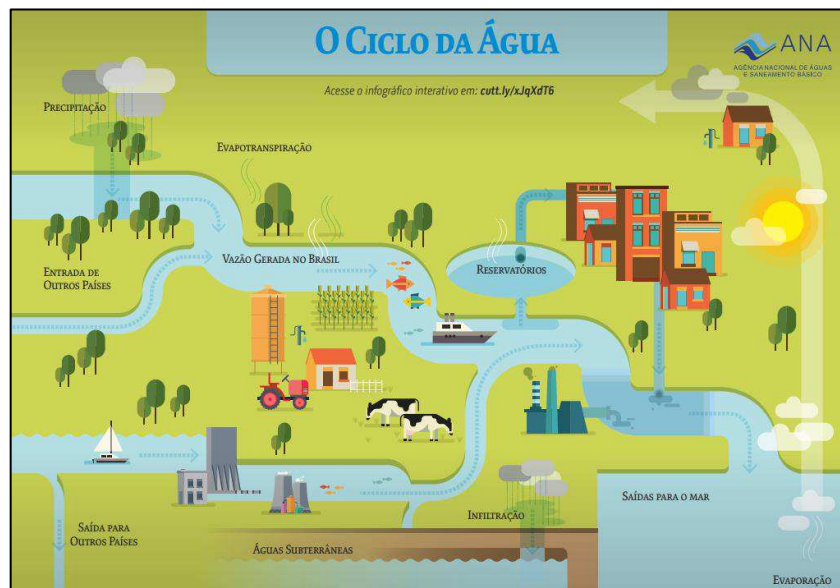 O Ciclo da Água
ANA
AGÊNCIA NACIONAL DE ÁGUAS
E SANEAMENTO BÁSICO
Acesse o infográfico interativo em: cutt.ly/xJqXdT6
Precipitação
Evapotranspiração
Entrada de
Outros Países
Vazão Gerada no Brasil
Reservatórios
Saída para
Outros Países
Águas Subterrâneas
Infiltração
Saídas para o mar
Evaporação